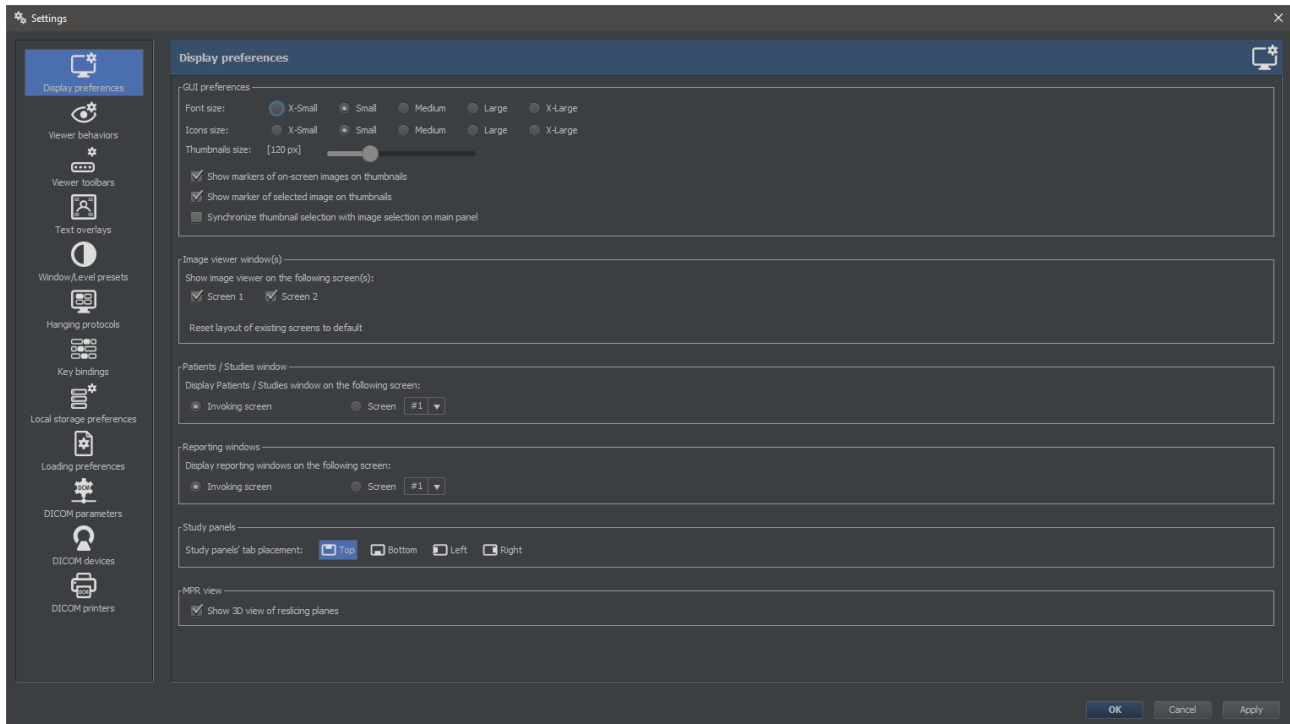 Settings
Display preferences
Viewer behaviors
Viewer toolbars
Text overlays
Window/Level presets
Hanging protocols
Key bindings
Local storage preferences
Loading preferences
DICOM parameters
DICOM devices
DICOM printers
Display preferences
GUI preferences
Font size: X-Small Small Medium Large X-Large
Icons size: X-Small Small Medium Large X-Large
Thumbnails size: [120 px]
Show markers of on-screen images on thumbnails
Show marker of selected image on thumbnails
Synchronize thumbnail selection with image selection on main panel
Image viewer window(s)
Show image viewer on the following screen(s):
Screen 1 Screen 2
Reset layout of existing screens to default
Patients / Studies window
Display Patients / Studies window on the following screen:
Invoking screen Screen #1
Reporting windows
Display reporting windows on the following screen:
Invoking screen Screen #1
Study panels
Study panels' tab placement: Top Bottom Left Right
MPR view
Show 3D view of reslicing planes
OK Cancel Apply